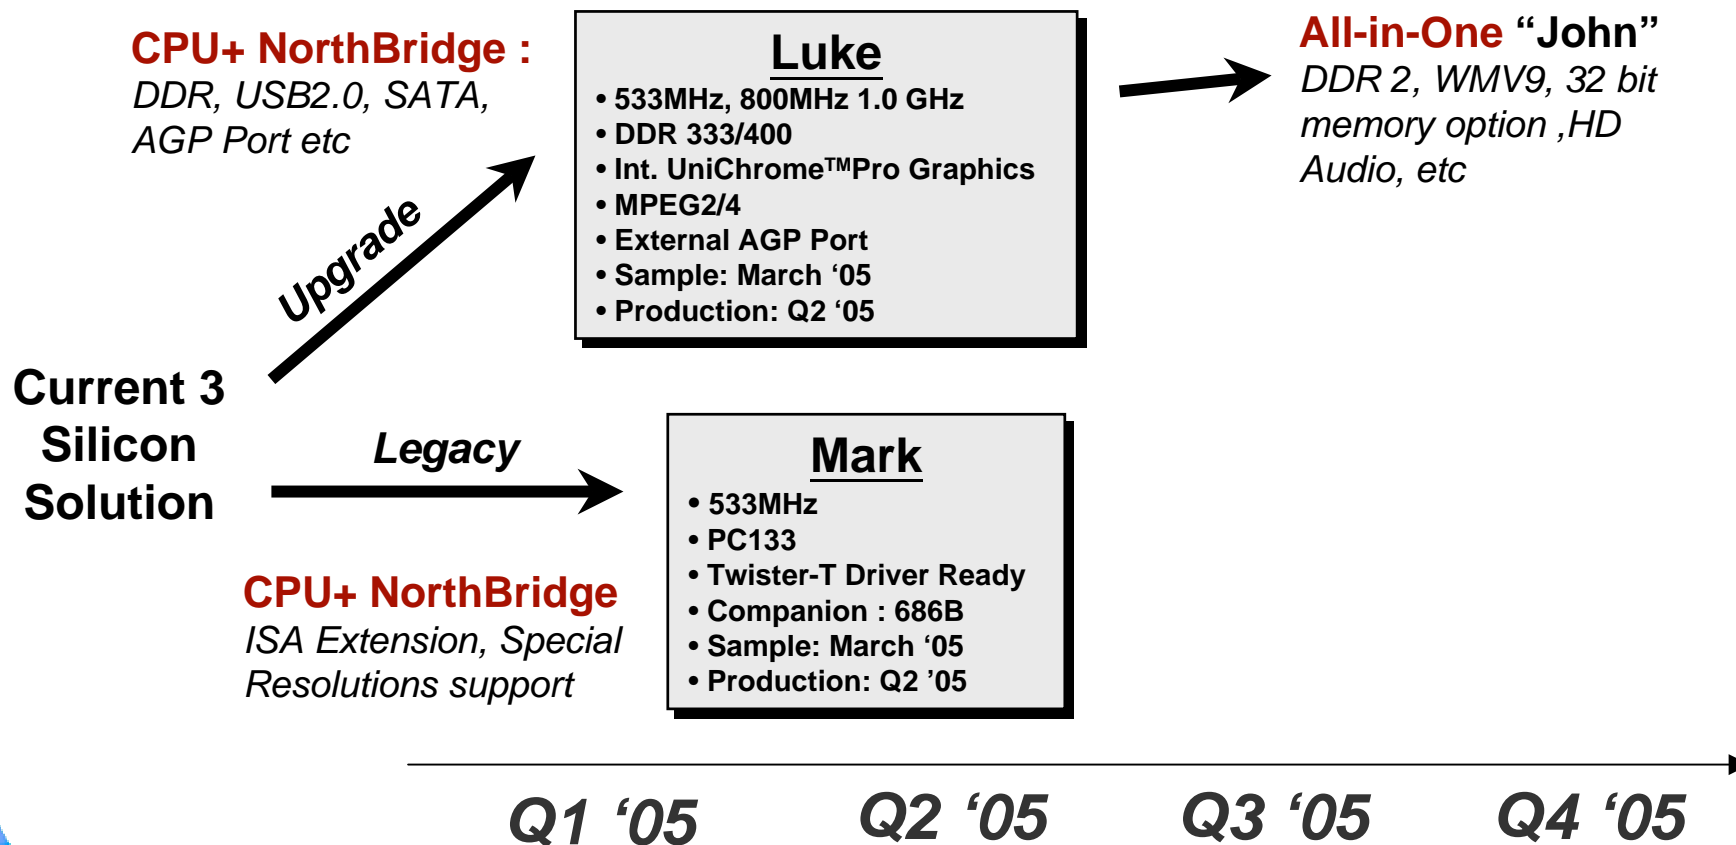 CPU+ NorthBridge :
DDR, USB2.0, SATA,
AGP Port etc
Upgrade
Luke
• 533MHz, 800MHz 1.0 GHz
• DDR 333/400
• Int. UniChrome™Pro Graphics
• MPEG2/4
• External AGP Port
• Sample: March ‘05
• Production: Q2 ‘05
All-in-One “John”
DDR 2, WMV9, 32 bit
memory option ,HD
Audio, etc
Current 3
Silicon
Solution
Legacy
CPU+ NorthBridge
ISA Extension, Special
Resolutions support
Mark
• 533MHz
• PC133
• Twister-T Driver Ready
• Companion : 686B
• Sample: March ‘05
• Production: Q2 ’05
Q1 ‘05 Q2 ‘05 Q3 ‘05 Q4 ‘05